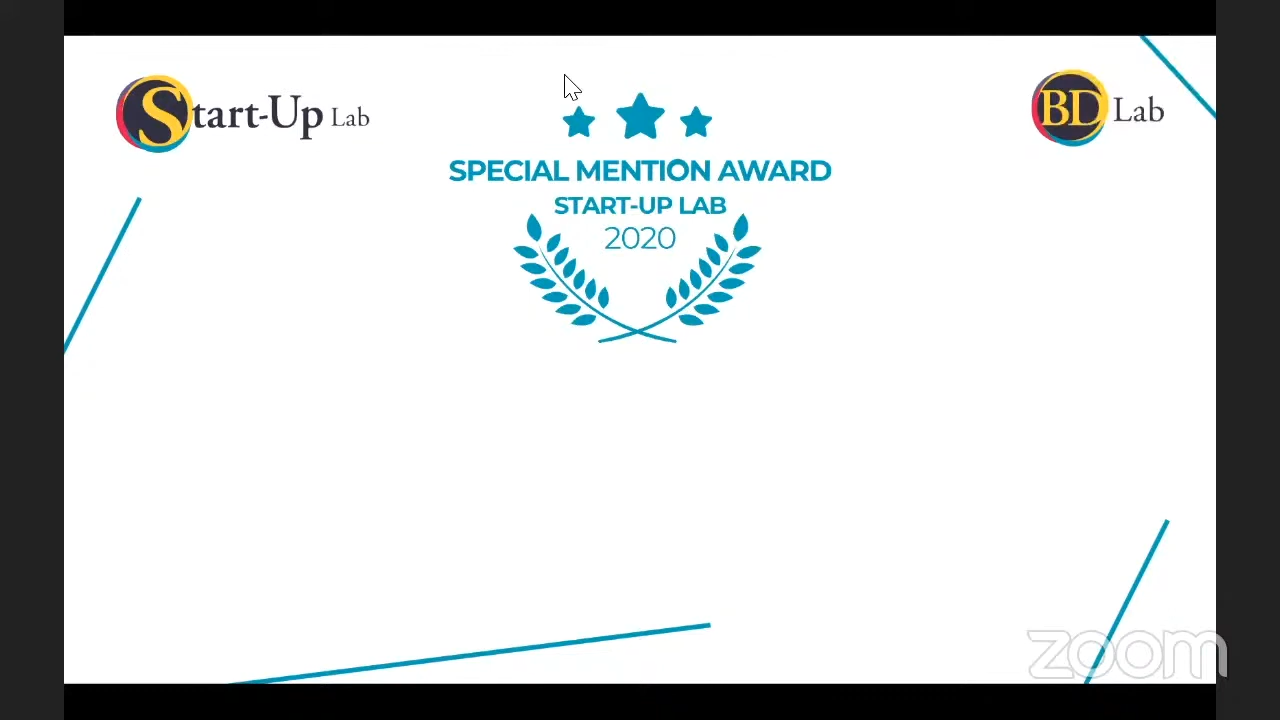 Start-Up Lab
BD Lab
SPECIAL MENTION AWARD
START-UP LAB
2020
zoom